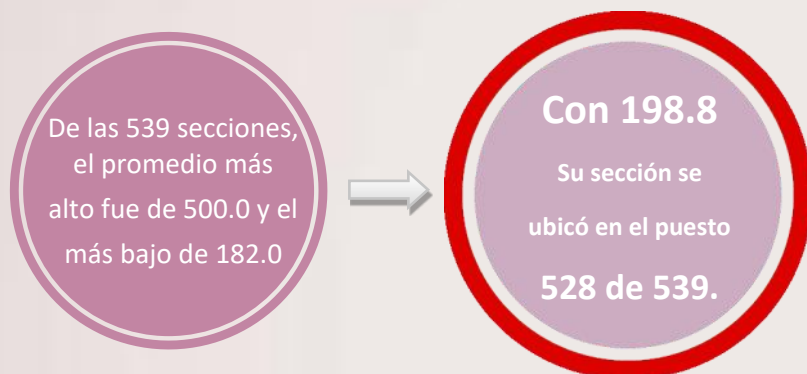 De las 539 secciones,
el promedio más
alto fue de 500.0 y el
más bajo de 182.0
Con 198.8
Su sección se
ubicó en el puesto
528 de 539.